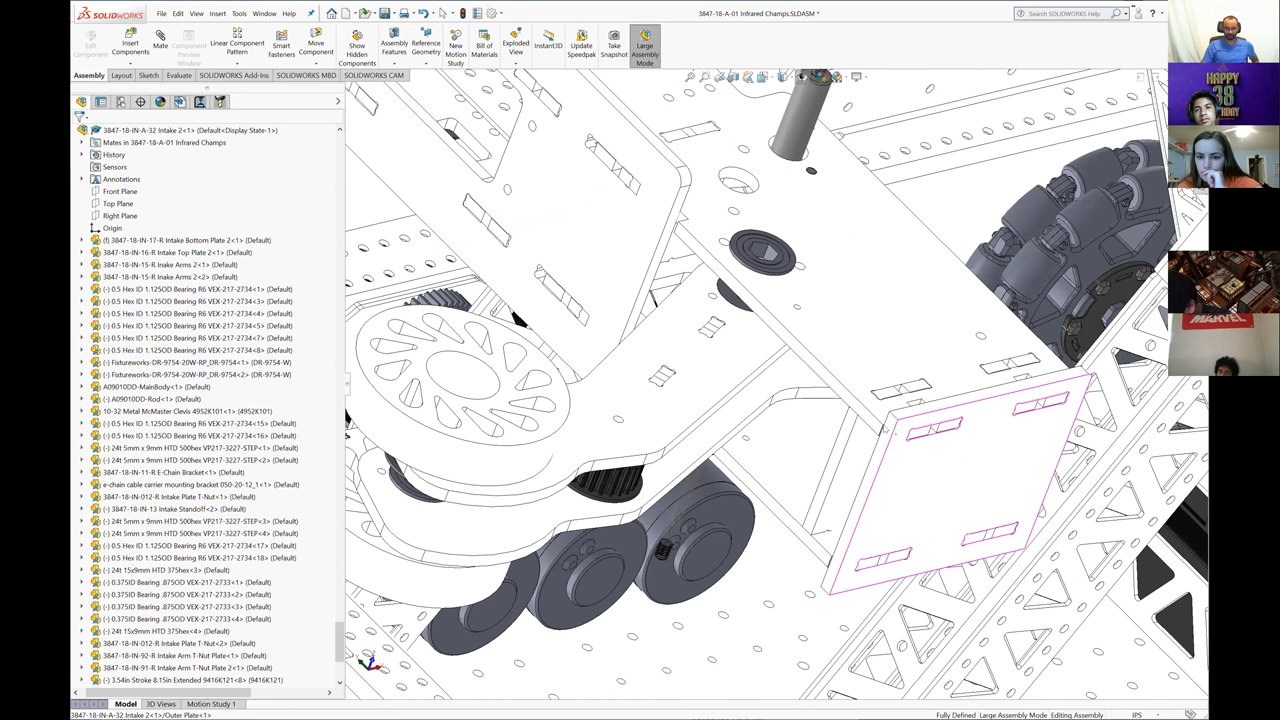 SOLIDWORKS
File Edit View Insert Tools Window Help
3847-18-A-01 Infrared Champs.SLDASM *
Search SOLIDWORKS Help
Edit Component
Insert Components
Mate
Component Preview Window
Linear Component Pattern
Smart Fasteners
Move Component
Show Hidden Components
Assembly Features
Reference Geometry
New Motion Study
Bill of Materials
Exploded View
Instant3D
Update Speedpak
Take Snapshot
Large Assembly Mode
Assembly Layout Sketch Evaluate SOLIDWORKS Add-Ins SOLIDWORKS MBD SOLIDWORKS CAM
3847-18-IN-A-32 Intake 2<1> (Default<Display State-1>)
Mates in 3847-18-A-01 Infrared Champs
History
Sensors
Annotations
Front Plane
Top Plane
Right Plane
Origin
(f) 3847-18-IN-17-R Intake Bottom Plate 2<1> (Default)
3847-18-IN-16-R Intake Top Plate 2<1> (Default)
3847-18-IN-15-R Inake Arms 2<1> (Default)
3847-18-IN-15-R Inake Arms 2<2> (Default)
(-) 0.5 Hex ID 1.125OD Bearing R6 VEX-217-2734<1> (Default)
(-) 0.5 Hex ID 1.125OD Bearing R6 VEX-217-2734<3> (Default)
(-) 0.5 Hex ID 1.125OD Bearing R6 VEX-217-2734<4> (Default)
(-) 0.5 Hex ID 1.125OD Bearing R6 VEX-217-2734<5> (Default)
(-) 0.5 Hex ID 1.125OD Bearing R6 VEX-217-2734<7> (Default)
(-) 0.5 Hex ID 1.125OD Bearing R6 VEX-217-2734<8> (Default)
(-) Fixtureworks-DR-9754-20W-RP_DR-9754<1> (DR-9754-W)
(-) Fixtureworks-DR-9754-20W-RP_DR-9754<2> (DR-9754-W)
A09010DD-MainBody<1> (Default)
(-) A09010DD-Rod<1> (Default)
10-32 Metal McMaster Clevis 4952K101<1> (4952K101)
(-) 0.5 Hex ID 1.125OD Bearing R6 VEX-217-2734<15> (Default)
(-) 0.5 Hex ID 1.125OD Bearing R6 VEX-217-2734<16> (Default)
(-) 24t 5mm x 9mm HTD 500hex VP217-3227-STEP<1> (Default)
(-) 24t 5mm x 9mm HTD 500hex VP217-3227-STEP<2> (Default)
3847-18-IN-11-R E-Chain Bracket<1> (Default)
e-chain cable carrier mounting bracket 050-20-12_1<1> (Default)
3847-18-IN-012-R Intake Plate T-Nut<1> (Default)
(-) 3847-18-IN-13 Intake Standoff<2> (Default)
(-) 24t 5mm x 9mm HTD 500hex VP217-3227-STEP<3> (Default)
(-) 24t 5mm x 9mm HTD 500hex VP217-3227-STEP<4> (Default)
(-) 0.5 Hex ID 1.125OD Bearing R6 VEX-217-2734<17> (Default)
(-) 0.5 Hex ID 1.125OD Bearing R6 VEX-217-2734<18> (Default)
(-) 24t 15x9mm HTD 375hex<3> (Default)
(-) 0.375ID Bearing .875OD VEX-217-2733<1> (Default)
(-) 0.375ID Bearing .875OD VEX-217-2733<2> (Default)
(-) 0.375ID Bearing .875OD VEX-217-2733<3> (Default)
(-) 0.375ID Bearing .875OD VEX-217-2733<4> (Default)
(-) 24t 15x9mm HTD 375hex<4> (Default)
3847-18-IN-012-R Intake Plate T-Nut<2> (Default)
3847-18-IN-92-R Intake Arm T-Nut Plate<1> (Default)
3847-18-IN-91-R Intake Arm T-Nut Plate 2<1> (Default)
(-) 3.54in Stroke 8.15in Extended 9416K121<8> (9416K121)
Model 3D Views Motion Study 1
3847-18-IN-A-32 Intake 2<1>/Outer Plate<1>
Fully Defined Large Assembly Mode Editing Assembly IPS
HAPPY
38
MARVEL